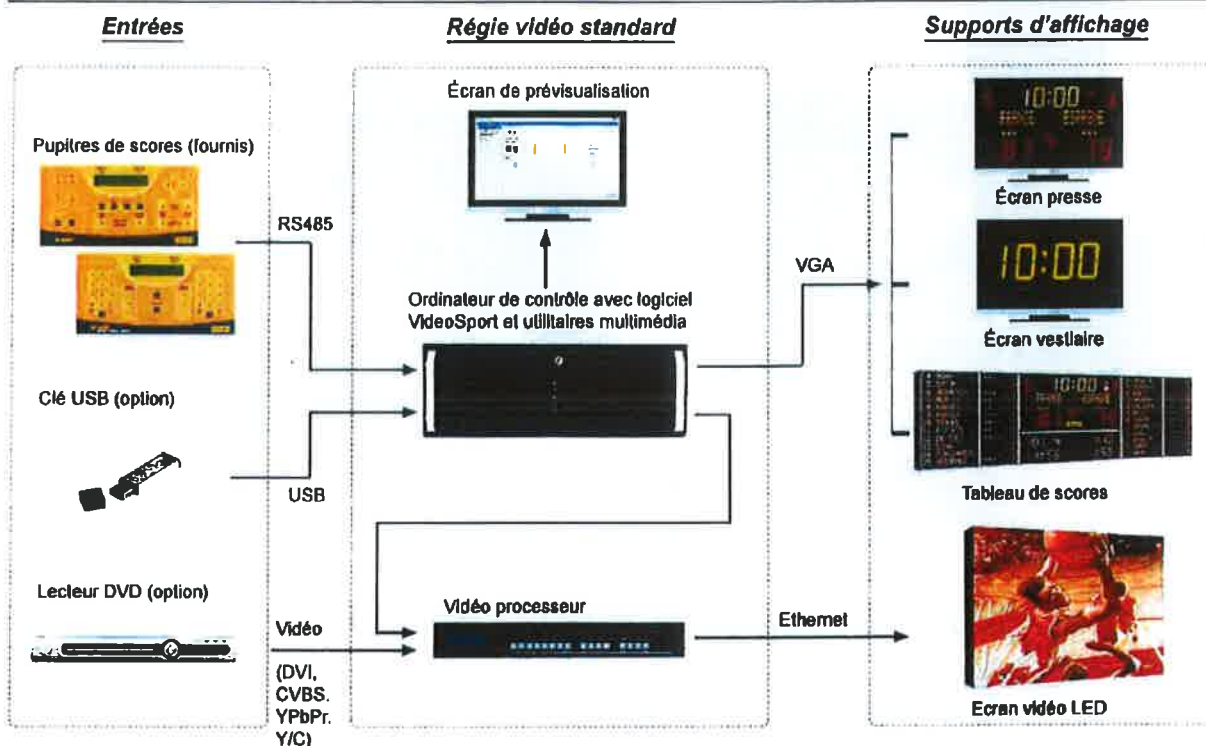 Entrées
Régie vidéo standard
Supports d'affichage
Pupitres de scores (fournis)
RS485
Clé USB (option)
USB
Lecteur DVD (option)
Vidéo
(DVI,
CVBS.
YPbPr.
Y/C)
Écran de prévisualisation
Ordinateur de contrôle avec logiciel
VideoSport et utilitaires multimédia
Vidéo processeur
VGA
Ethernet
10:00
Écran presse
10:00
Écran vestiaire
10:00
Tableau de scores
Ecran vidéo LED